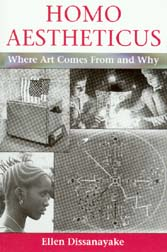 HOMO
AESTHETICUS
Where Art Comes From and Why
Ellen Dissanayake